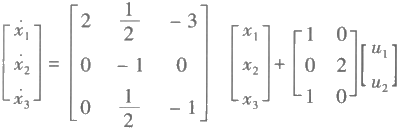 [ẋ₁; ẋ₂; ẋ₃] = [2 1/2 -3; 0 -1 0; 0 1/2 -1] [x₁; x₂; x₃] + [1 0; 0 2; 1 0] [u₁; u₂]